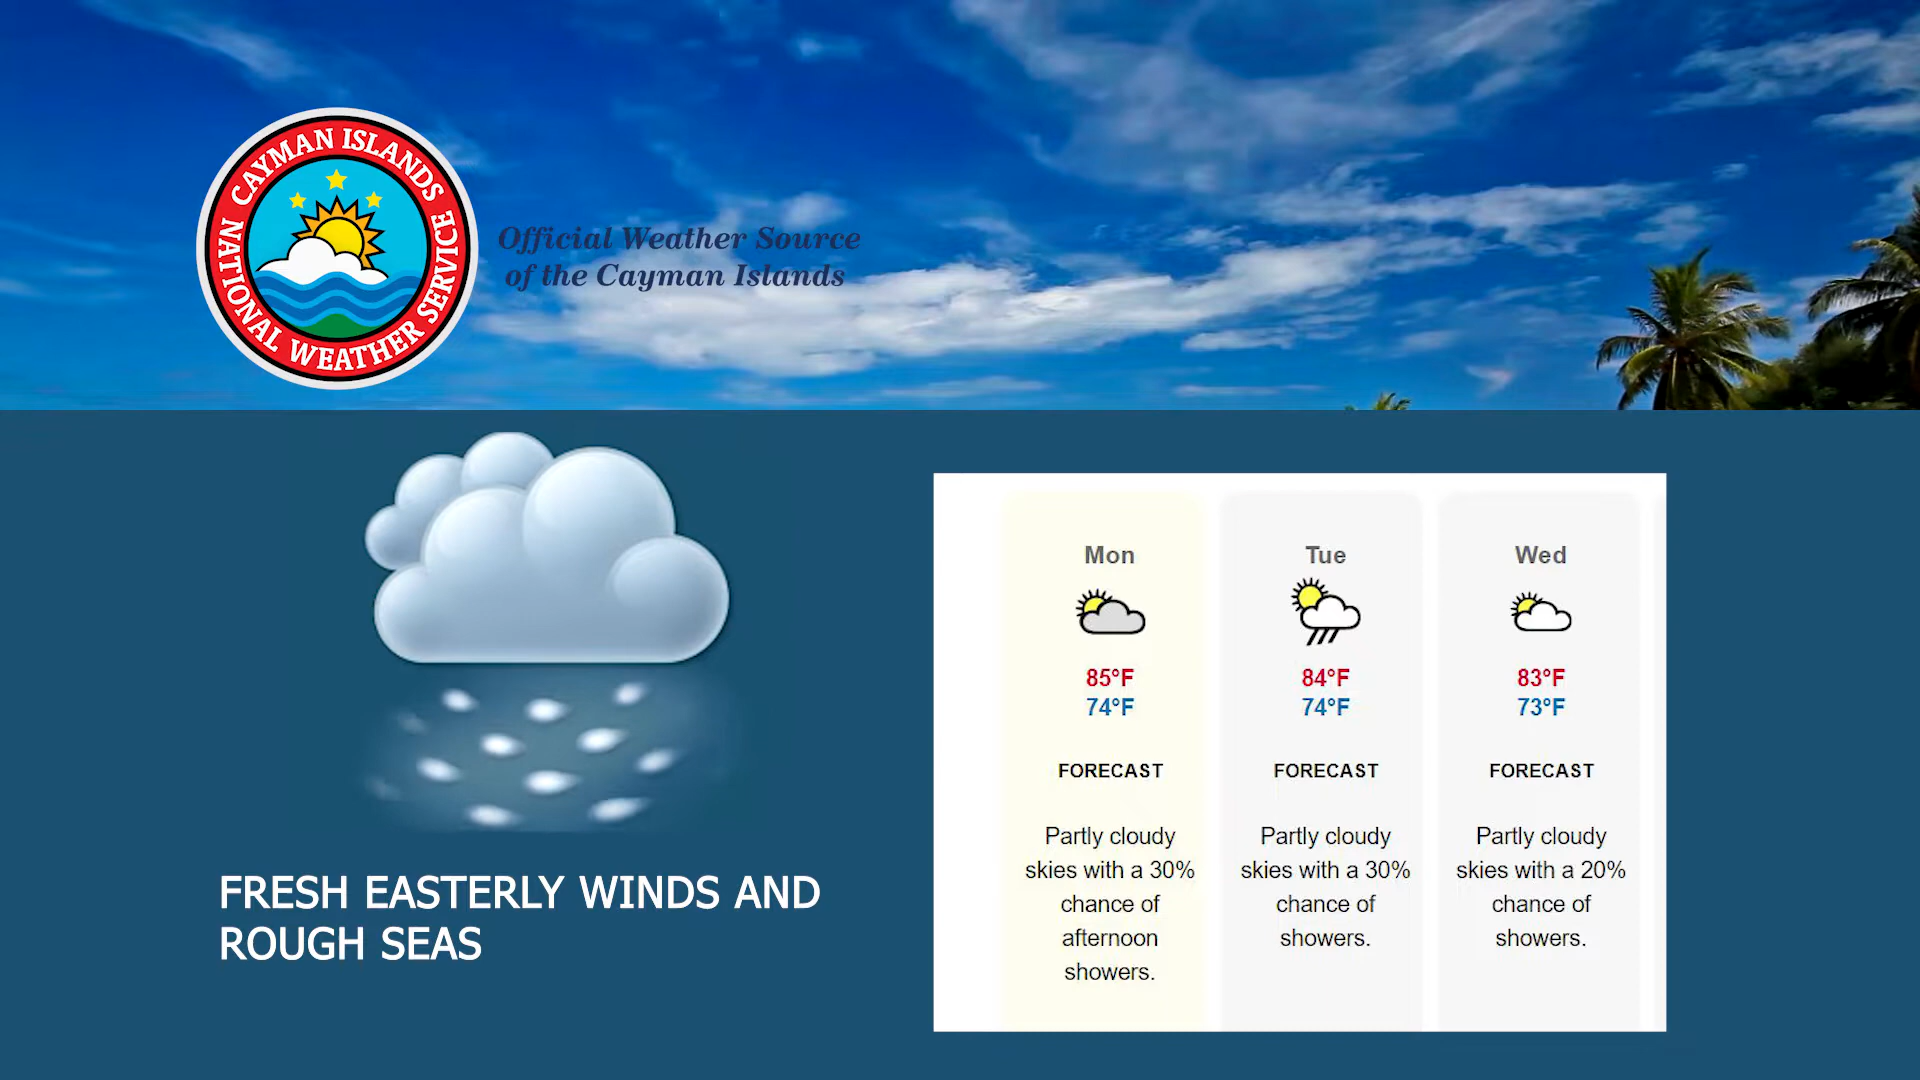 CAYMAN ISLANDS
NATIONAL WEATHER SERVICE
Official Weather Source
of the Cayman Islands
FRESH EASTERLY WINDS AND
ROUGH SEAS
Mon
85°F
74°F
FORECAST
Partly cloudy
skies with a 30%
chance of
afternoon
showers.
Tue
84°F
74°F
FORECAST
Partly cloudy
skies with a 30%
chance of
showers.
Wed
83°F
73°F
FORECAST
Partly cloudy
skies with a 20%
chance of
showers.